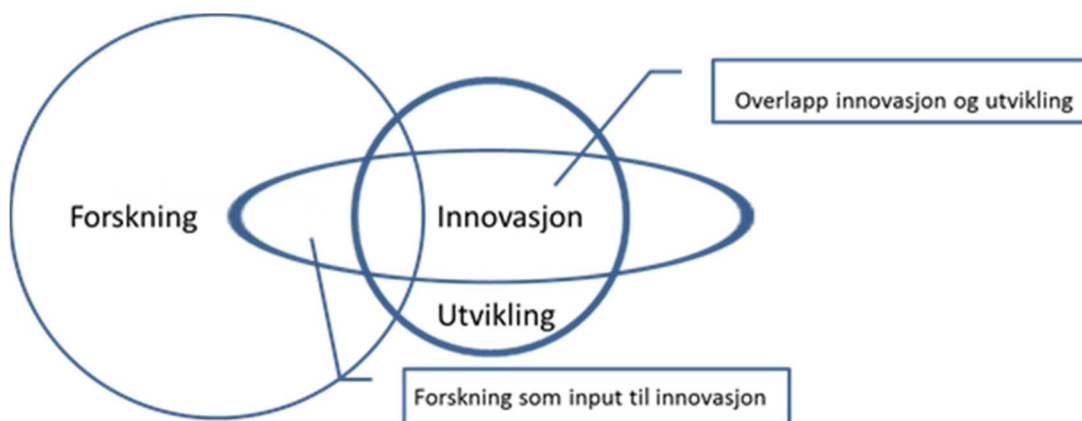 Overlapp innovasjon og utvikling
Forskning
Innovasjon
Utvikling
Forskning som input til innovasjon